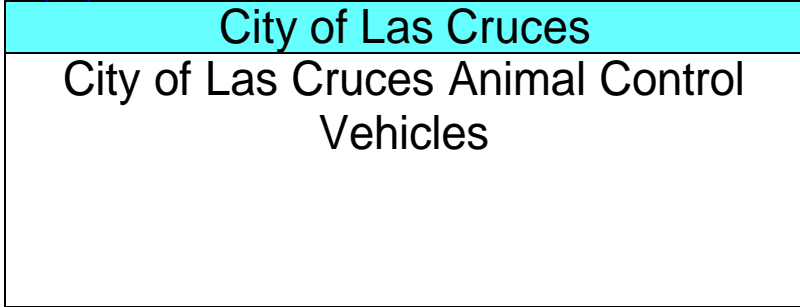 City of Las Cruces
City of Las Cruces Animal Control
Vehicles